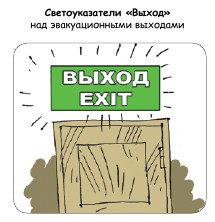 Светоуказатели «Выход»
над эвакуационными выходами
ВЫХОД
EXIT